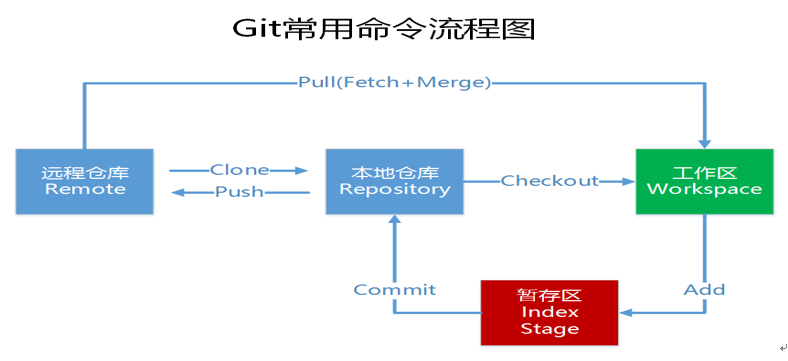 Git常用命令流程图
Pull(Fetch+Merge)
远程仓库
Remote
Clone
Push
本地仓库
Repository
Checkout
工作区
Workspace
Commit
暂存区
Index
Stage
Add